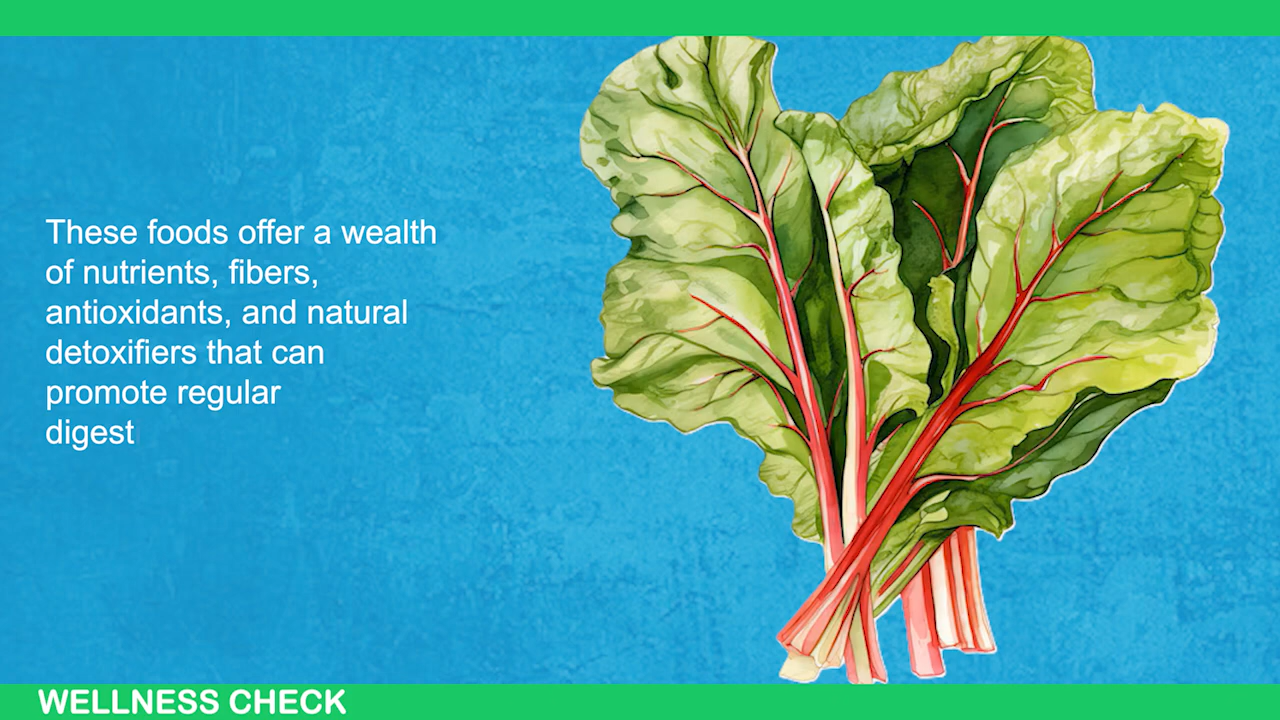 These foods offer a wealth
of nutrients, fibers,
antioxidants, and natural
detoxifiers that can
promote regular
digest
WELLNESS CHECK